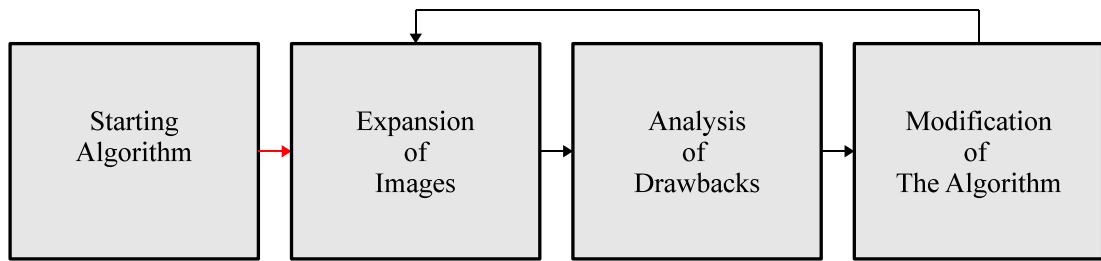 Starting
Algorithm
Expansion
of
Images
Analysis
of
Drawbacks
Modification
of
The Algorithm